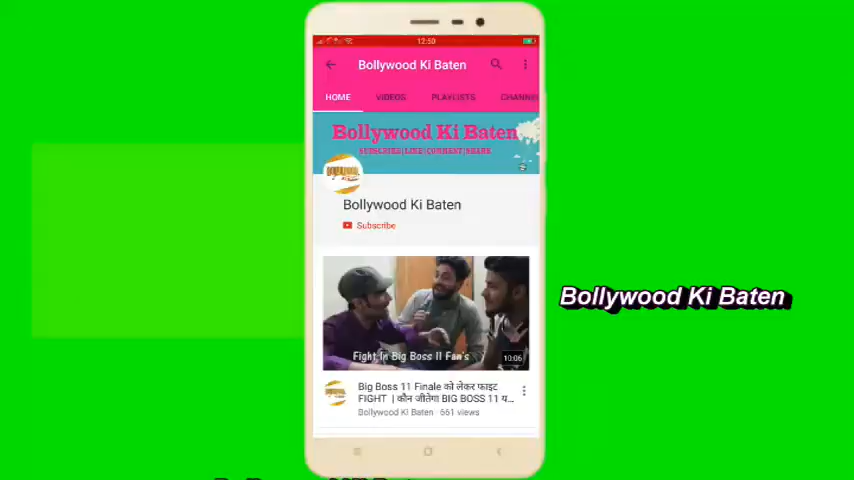 12:50
Bollywood Ki Baten
HOME VIDEOS PLAYLISTS CHANNE
Bollywood Ki Baten
SUBSCRIBE|LIKE|COMMENT|SHARE
Bollywood Ki Baten
Subscribe
Bollywood Ki Baten
Fight In Big Boss 11 Fan's
10:06
Big Boss 11 Finale को लेकर फाइट
FIGHT | कौन जीतेगा BIG BOSS 11 य...
Bollywood Ki Baten · 661 views